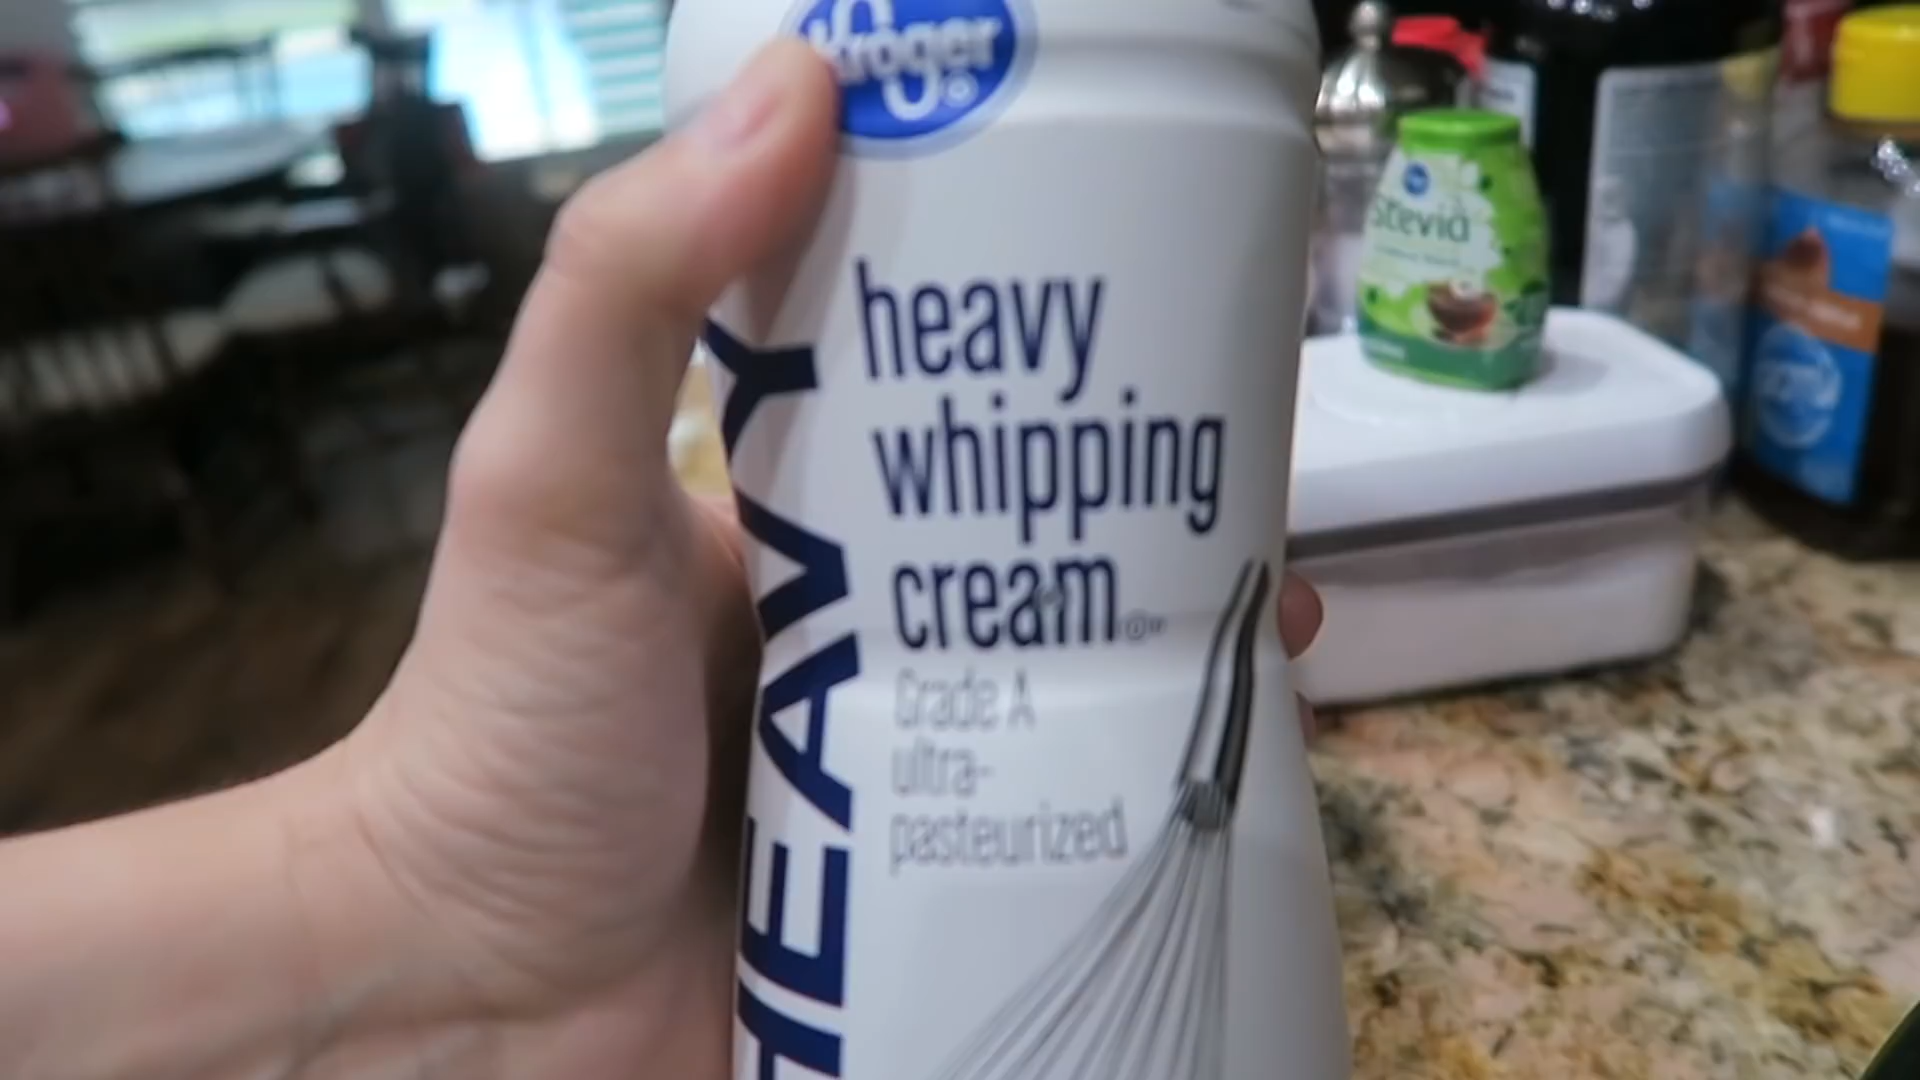 Kroger
heavy
whipping
cream
Grade A
ultra-
pasteurized
HEAVY
Stevia